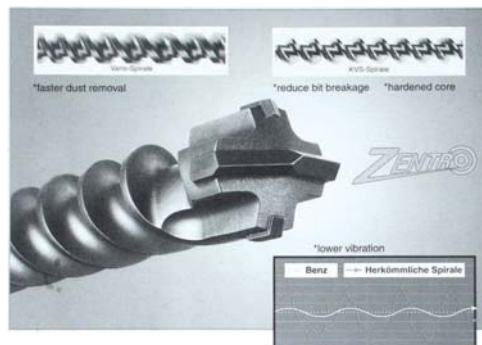 Vario-Spirale
KVS-Spirale
*faster dust removal
*reduce bit breakage *hardened core
ZENTRO
*lower vibration
Benz
Herkömmliche Spirale